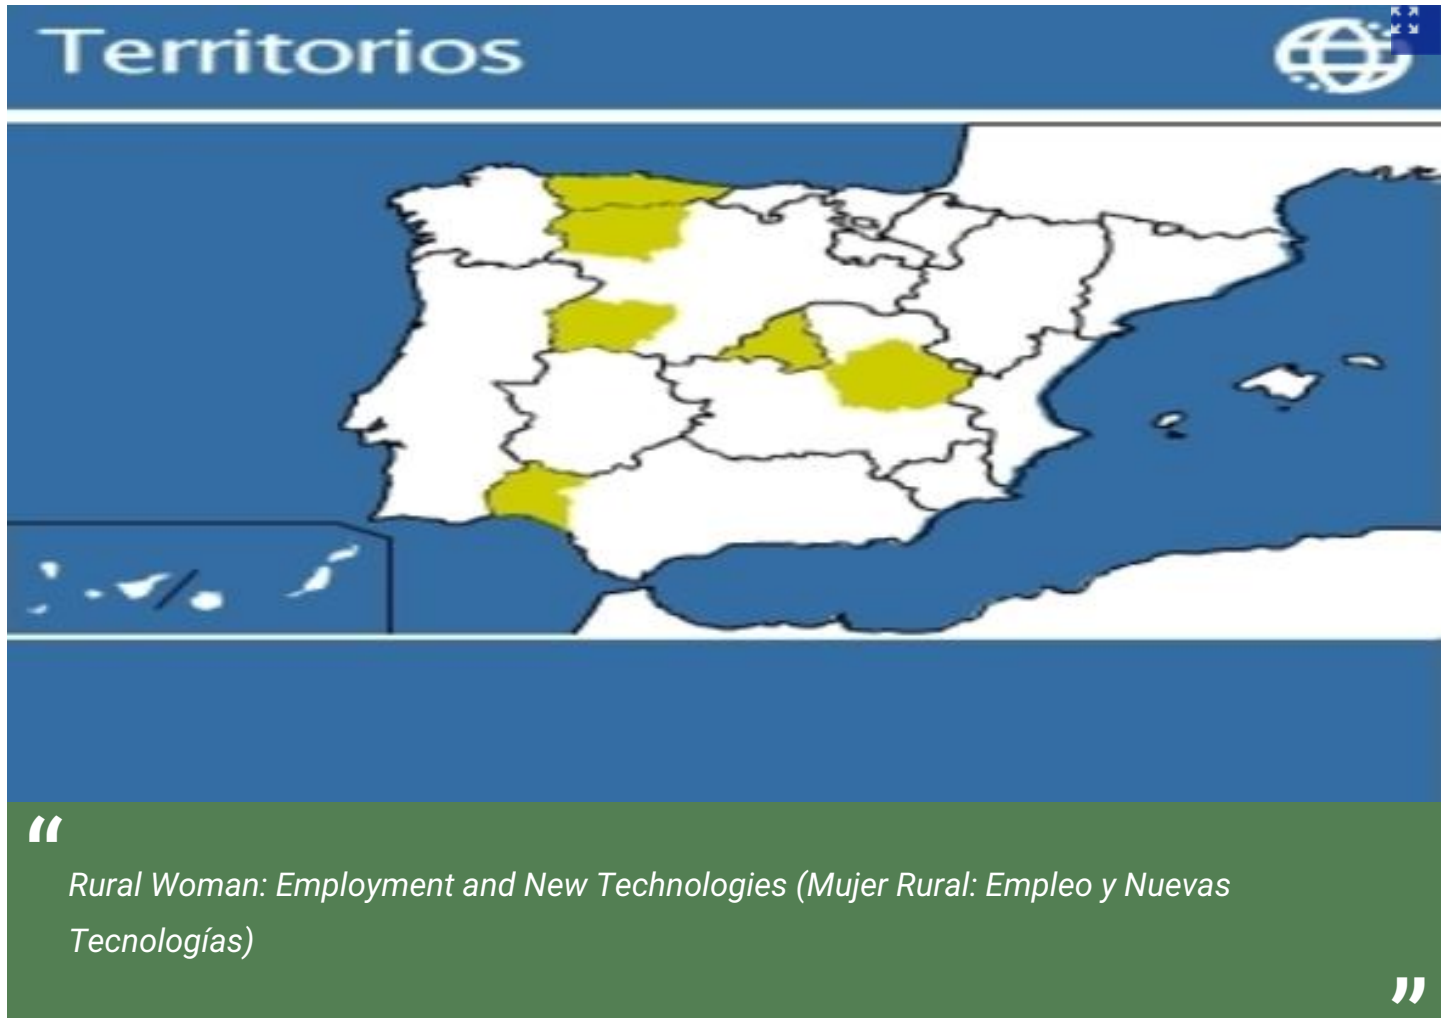 Territorios
“
Rural Woman: Employment and New Technologies (Mujer Rural: Empleo y Nuevas
Tecnologías)
”